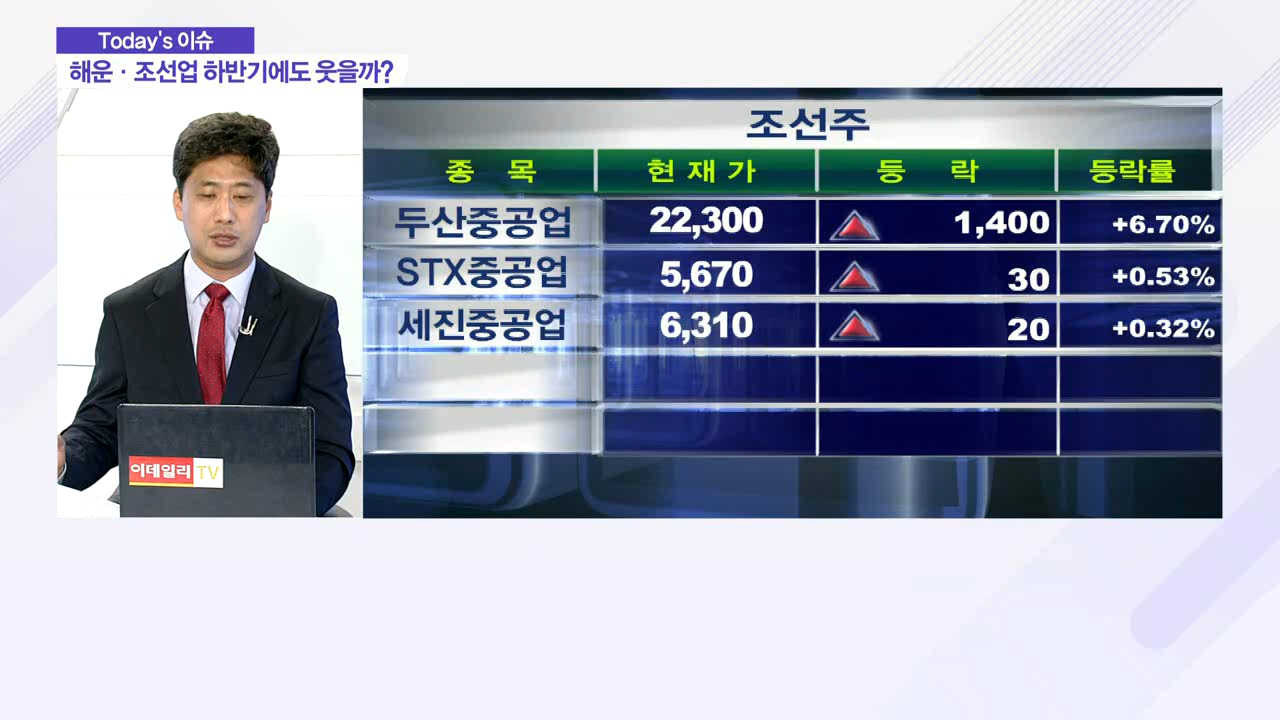 Today's 이슈
해운 · 조선업 하반기에도 웃을까?
조선주
종 목 현 재 가 등 락 등락률
두산중공업 22,300 1,400 +6.70%
STX중공업 5,670 30 +0.53%
세진중공업 6,310 20 +0.32%
이데일리 TV